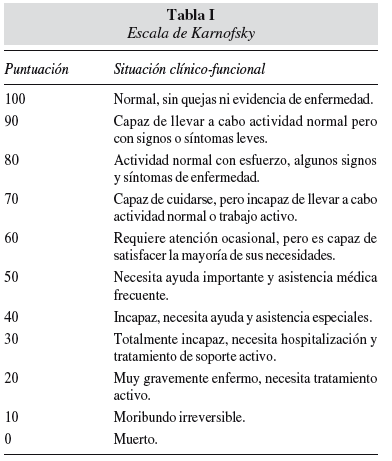 Tabla I
Escala de Karnofsky
Puntuación Situación clínico-funcional
100 Normal, sin quejas ni evidencia de enfermedad.
90 Capaz de llevar a cabo actividad normal pero
con signos o síntomas leves.
80 Actividad normal con esfuerzo, algunos signos
y síntomas de enfermedad.
70 Capaz de cuidarse, pero incapaz de llevar a cabo
actividad normal o trabajo activo.
60 Requiere atención ocasional, pero es capaz de
satisfacer la mayoría de sus necesidades.
50 Necesita ayuda importante y asistencia médica
frecuente.
40 Incapaz, necesita ayuda y asistencia especiales.
30 Totalmente incapaz, necesita hospitalización y
tratamiento de soporte activo.
20 Muy gravemente enfermo, necesita tratamiento
activo.
10 Moribundo irreversible.
0 Muerto.